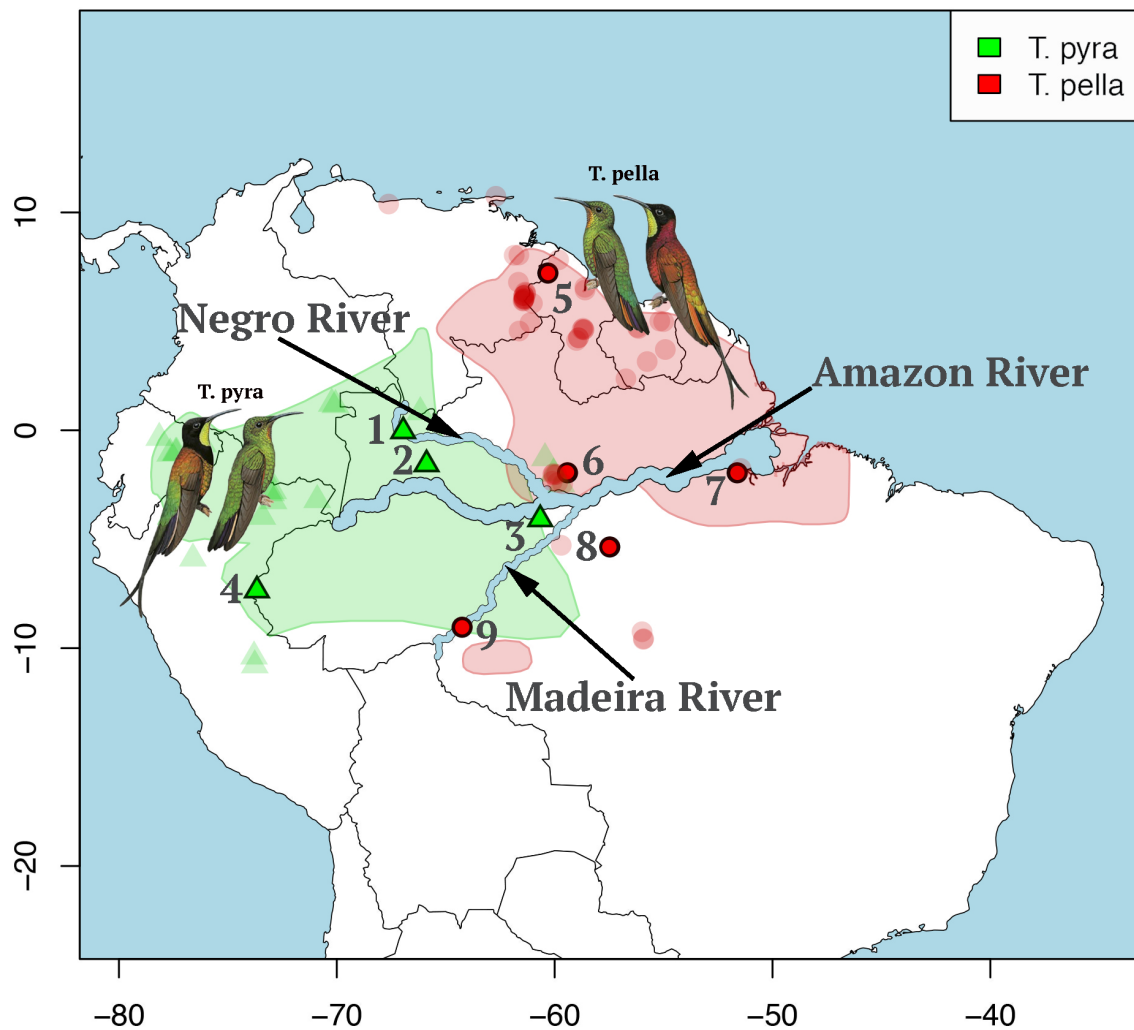 T. pyra
T. pella
T. pella
Negro River
Amazon River
T. pyra
Madeira River
1
2
3
4
5
6
7
8
9
10
0
−10
−20
−80
−70
−60
−50
−40